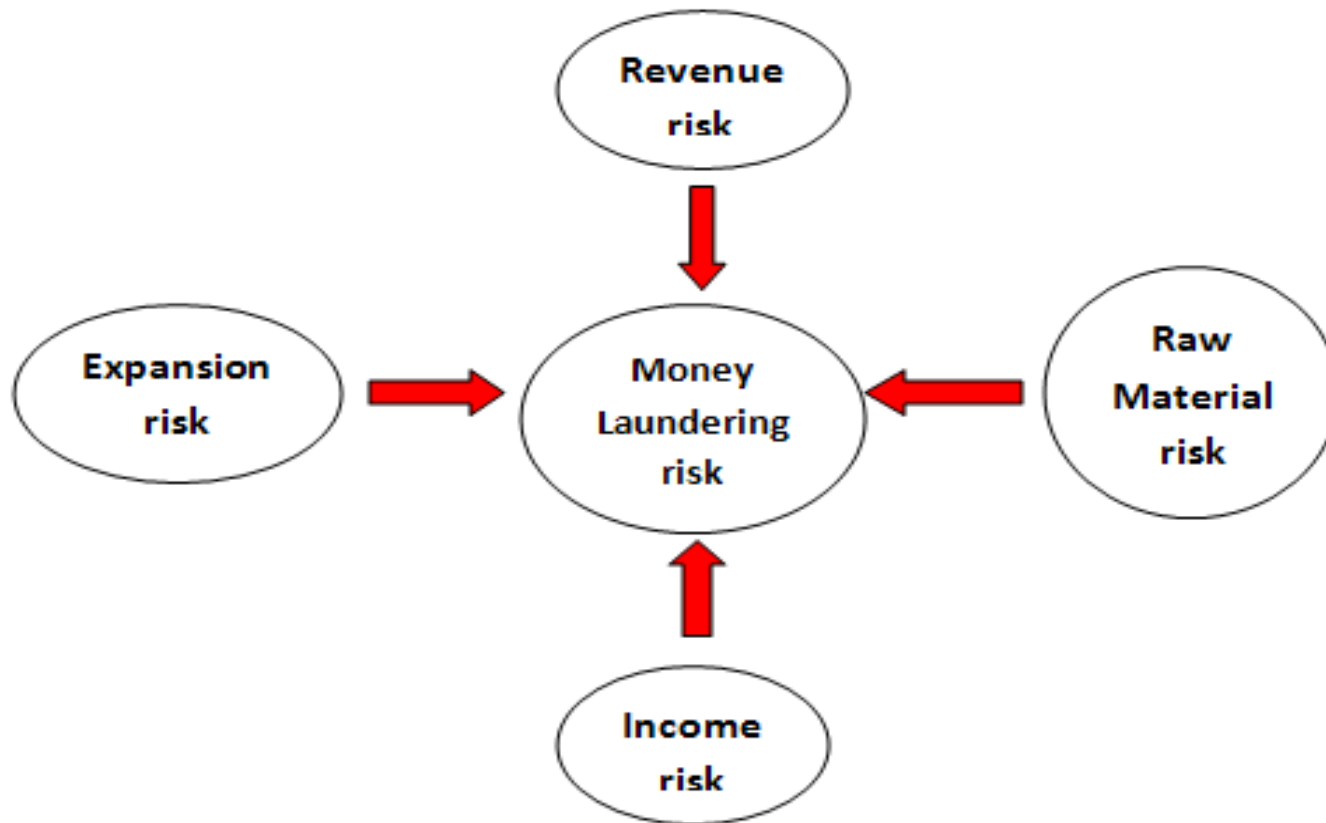 Revenue
risk
Expansion
risk
Money
Laundering
risk
Raw
Material
risk
Income
risk